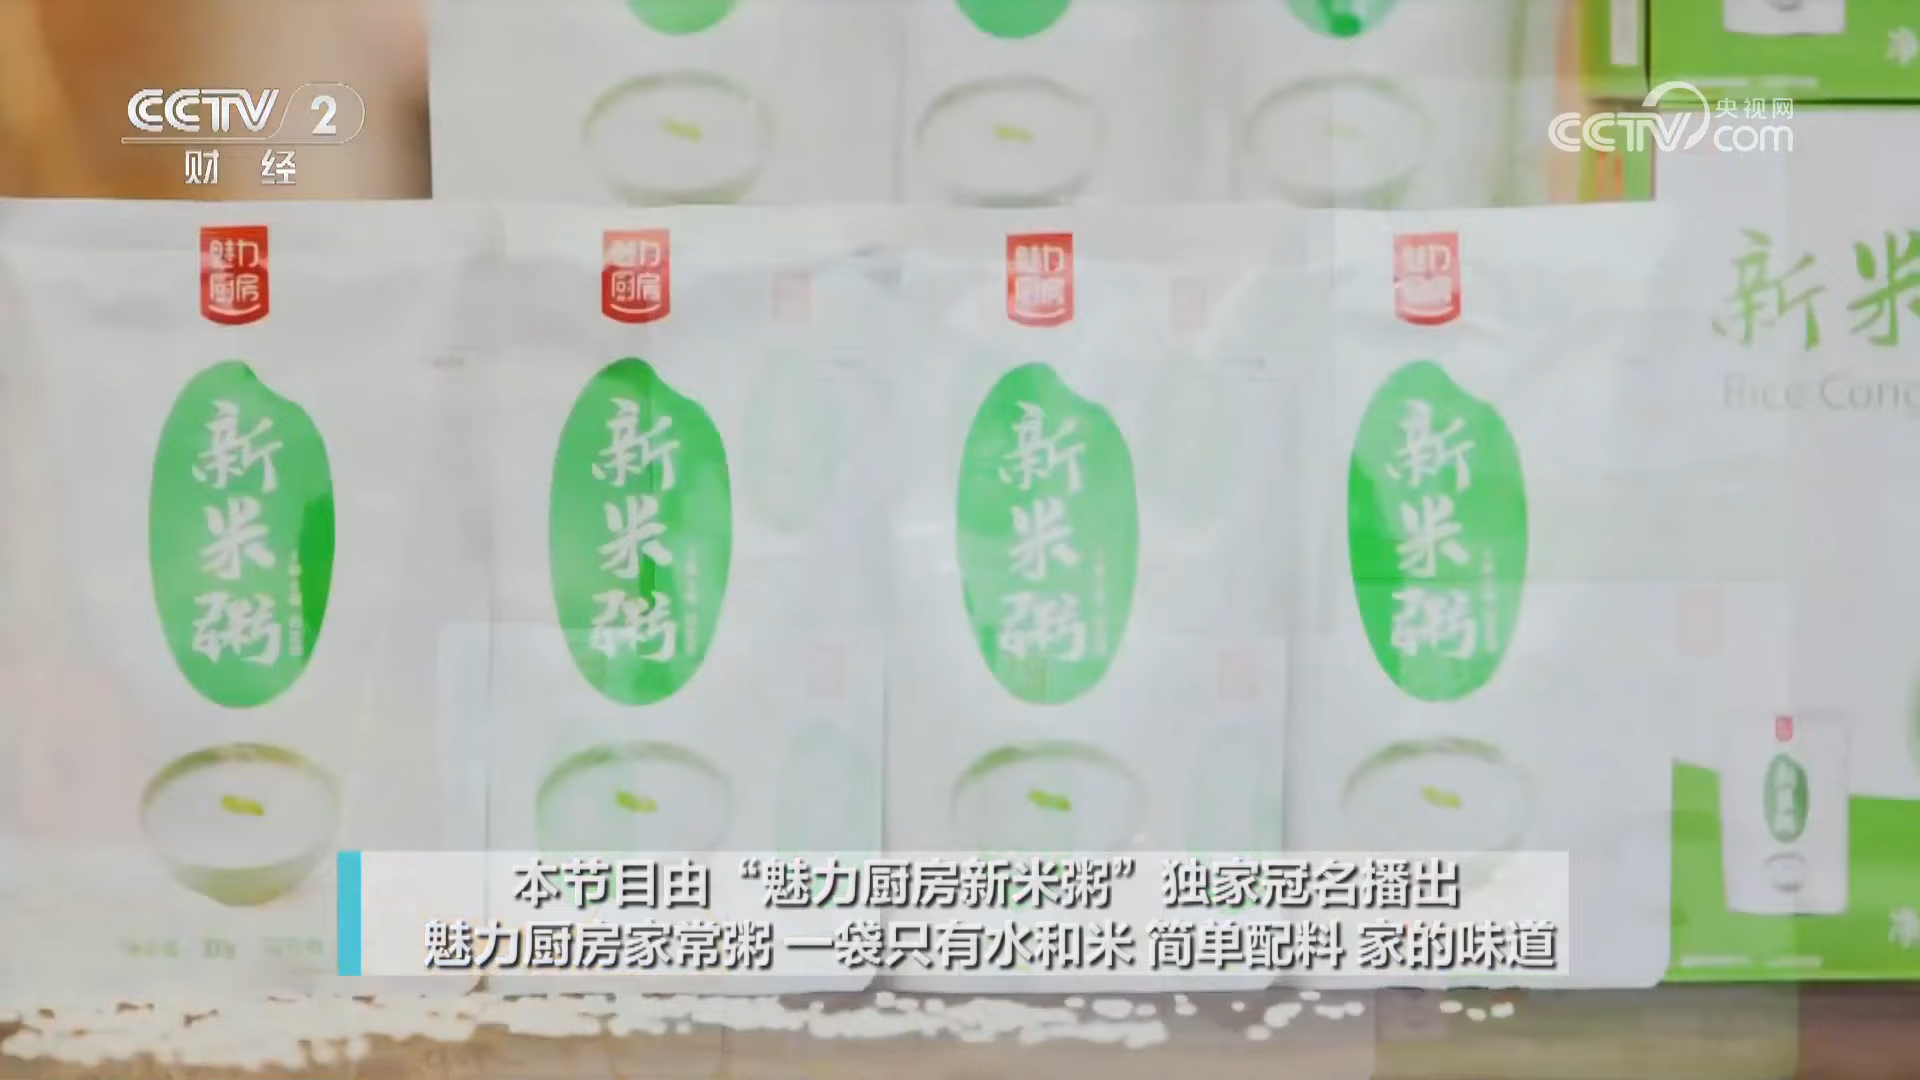 CCTV 2
财 经
央视网
CCTV.com
魅力
厨房
魅力
厨房
魅力
厨房
魅力
新米粥
新米粥
新米粥
新米粥
新米
Rice Cong
净
本节目由“魅力厨房新米粥”独家冠名播出
魅力厨房家常粥 一袋只有水和米 简单配料 家的味道
净